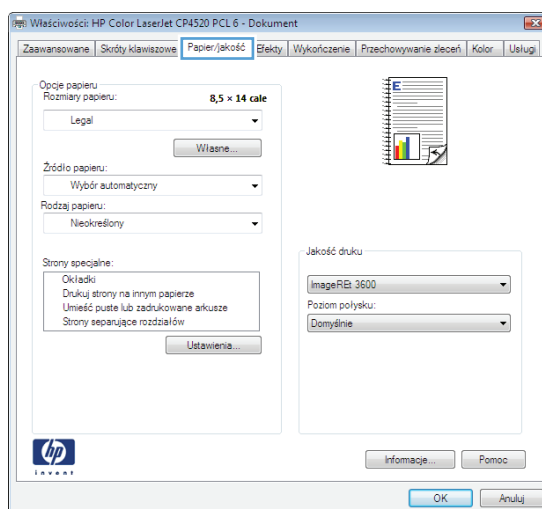 Właściwości: HP Color LaserJet CP4520 PCL 6 - Dokument
Zaawansowane Skróty klawiszowe Papier/jakość Efekty Wykończenie Przechowywanie zleceń Kolor Usługi
Opcje papieru
Rozmiary papieru: 8,5 × 14 cale
Legal
Własne...
Źródło papieru:
Wybór automatyczny
Rodzaj papieru:
Nieokreślony
Strony specjalne:
Okładki
Drukuj strony na innym papierze
Umieść puste lub zadrukowane arkusze
Strony separujące rozdziałów
Ustawienia...
E
Jakość druku
ImageREt 3600
Poziom połysku:
Domyślnie
hp
invent
Informacje... Pomoc
OK Anuluj